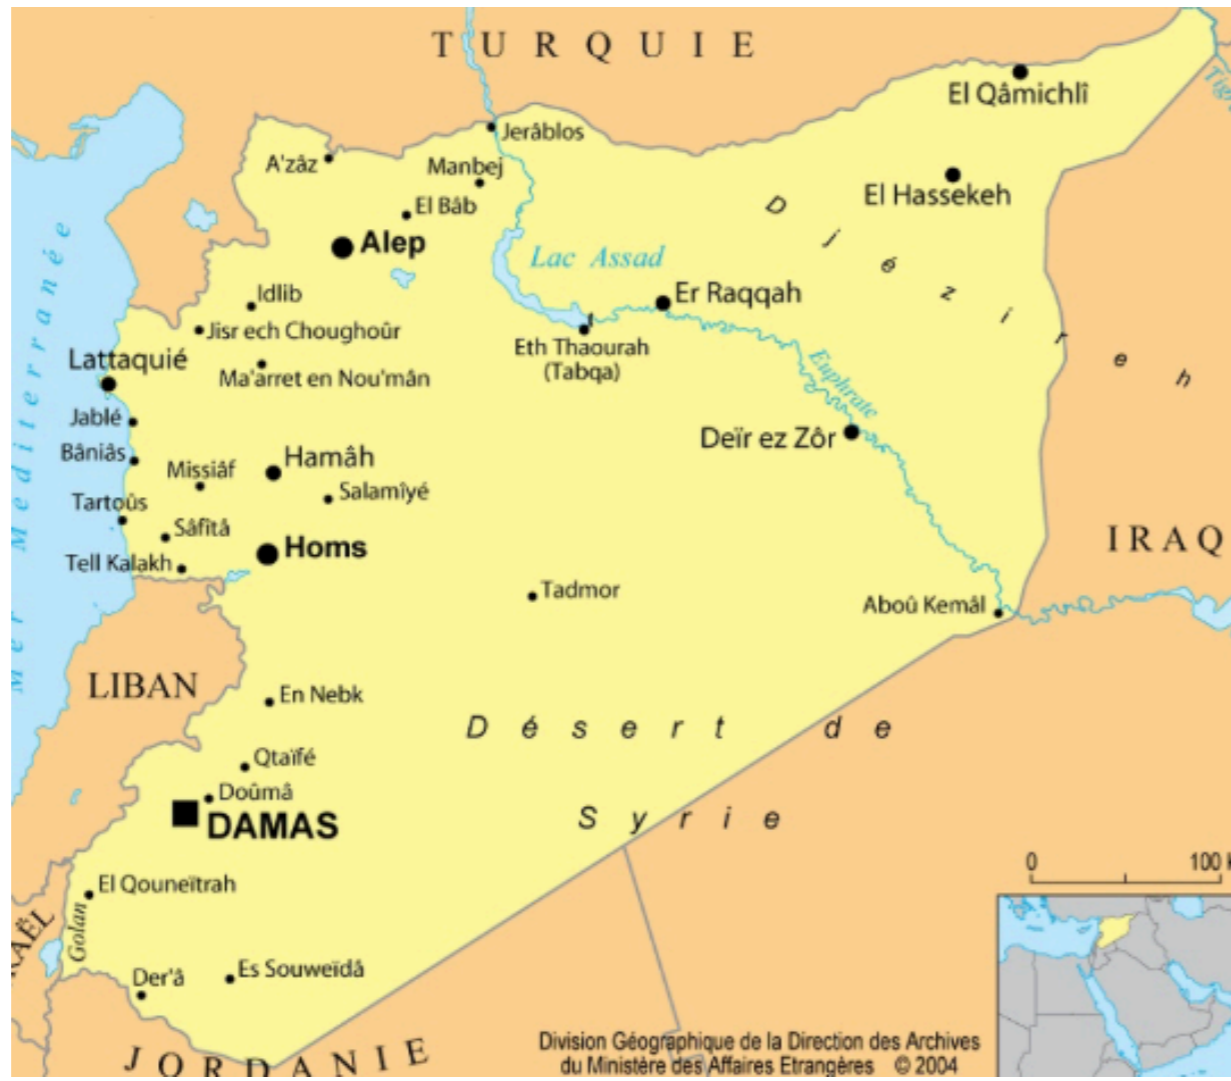 TURQUIE
El Qâmichlî
Jerâblos
A'zâz
Manbej
El Hassekeh
El Bâb
Djézireh
Alep
Lac Assad
Mer Méditerranée
Idlib
Er Raqqah
Jisr ech Choughoûr
Eth Thaourah
(Tabqa)
Lattaquié
Ma'arret en Nou'mân
Euphrate
Jablé
Deïr ez Zôr
Bâniâs
Missiâf
Hamâh
Salamîyé
Tartoûs
Sâfîtâ
Homs
IRAQ
Tell Kalakh
Tadmor
Aboû Kemâl
LIBAN
En Nebk
Désert de
Syrie
Qtaïfé
Doûmâ
DAMAS
El Qouneïtrah
Golan
0 100
Der'â
Es Souweïdâ
JORDANIE
Division Géographique de la Direction des Archives
du Ministère des Affaires Etrangères © 2004